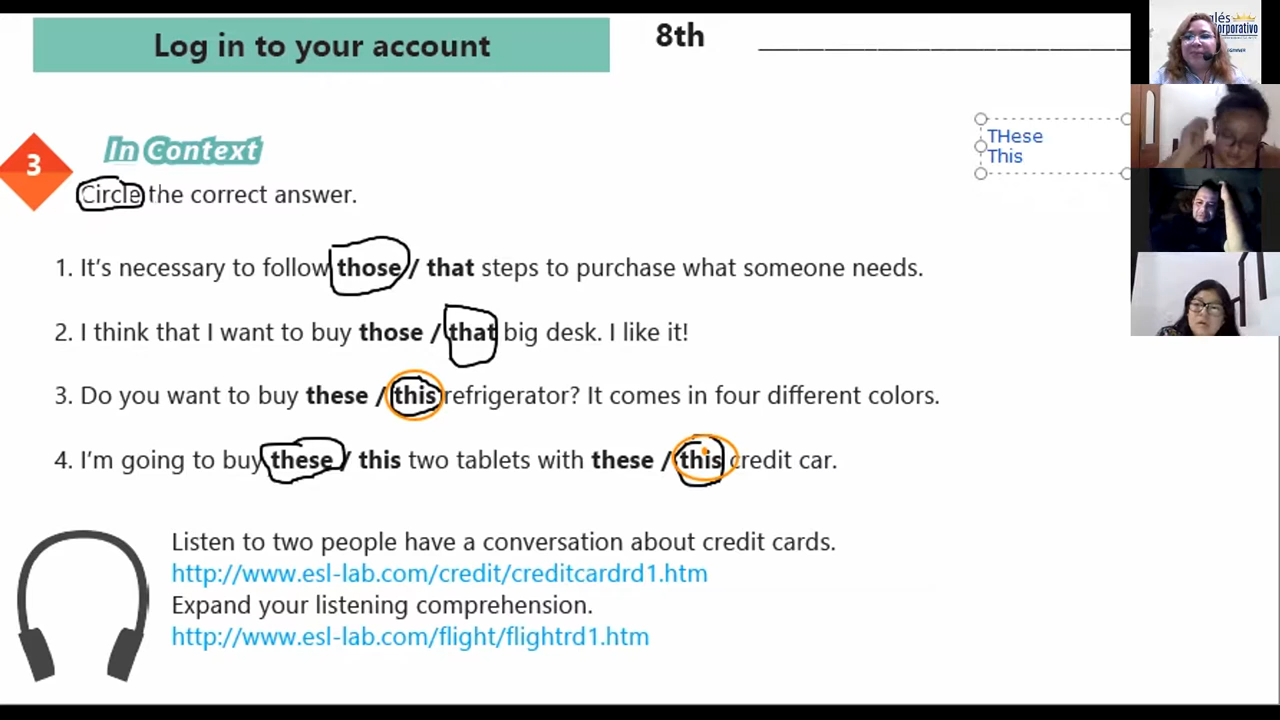 Log in to your account
8th
glés
orporativo
THese
This
3
In Context
Circle the correct answer.
1. It's necessary to follow those / that steps to purchase what someone needs.
2. I think that I want to buy those / that big desk. I like it!
3. Do you want to buy these / this refrigerator? It comes in four different colors.
4. I'm going to buy these / this two tablets with these / this credit car.
Listen to two people have a conversation about credit cards.
http://www.esl-lab.com/credit/creditcardrd1.htm
Expand your listening comprehension.
http://www.esl-lab.com/flight/flightrd1.htm